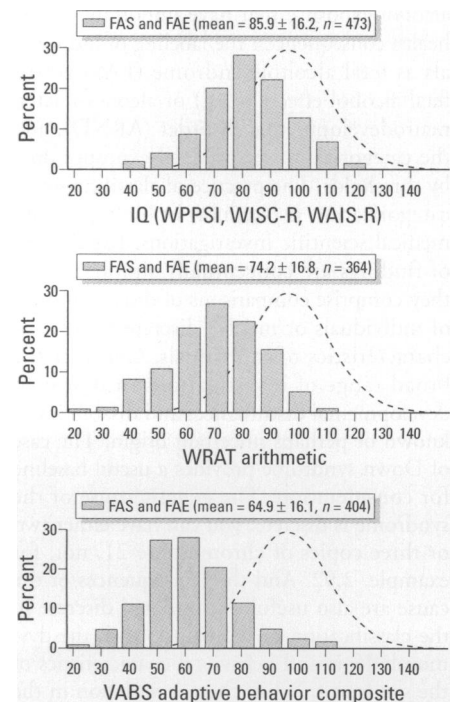 FAS and FAE (mean = 85.9 ± 16.2, n = 473)
30
20
10
0
Percent
20 30 40 50 60 70 80 90 100 110 120 130 140
IQ (WPPSI, WISC-R, WAIS-R)
FAS and FAE (mean = 74.2 ± 16.8, n = 364)
30
20
10
0
Percent
20 30 40 50 60 70 80 90 100 110 120 130 140
WRAT arithmetic
FAS and FAE (mean = 64.9 ± 16.1, n = 404)
30
20
10
0
Percent
20 30 40 50 60 70 80 90 100 110 120 130 140
VABS adaptive behavior composite